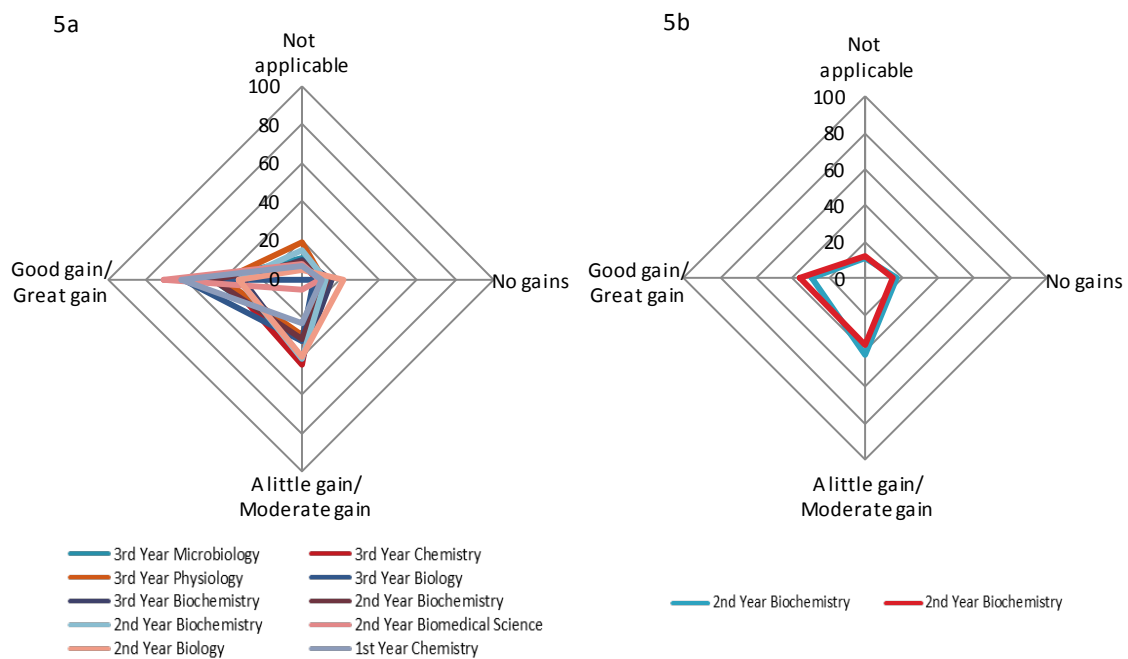 5a
Not
applicable
100
80
60
40
20
0
Good gain/
Great gain
No gains
A little gain/
Moderate gain
3rd Year Microbiology
3rd Year Chemistry
3rd Year Physiology
3rd Year Biology
3rd Year Biochemistry
2nd Year Biochemistry
2nd Year Biochemistry
2nd Year Biomedical Science
2nd Year Biology
1st Year Chemistry
5b
Not
applicable
100
80
60
40
20
0
Good gain/
Great gain
No gains
A little gain/
Moderate gain
2nd Year Biochemistry
2nd Year Biochemistry